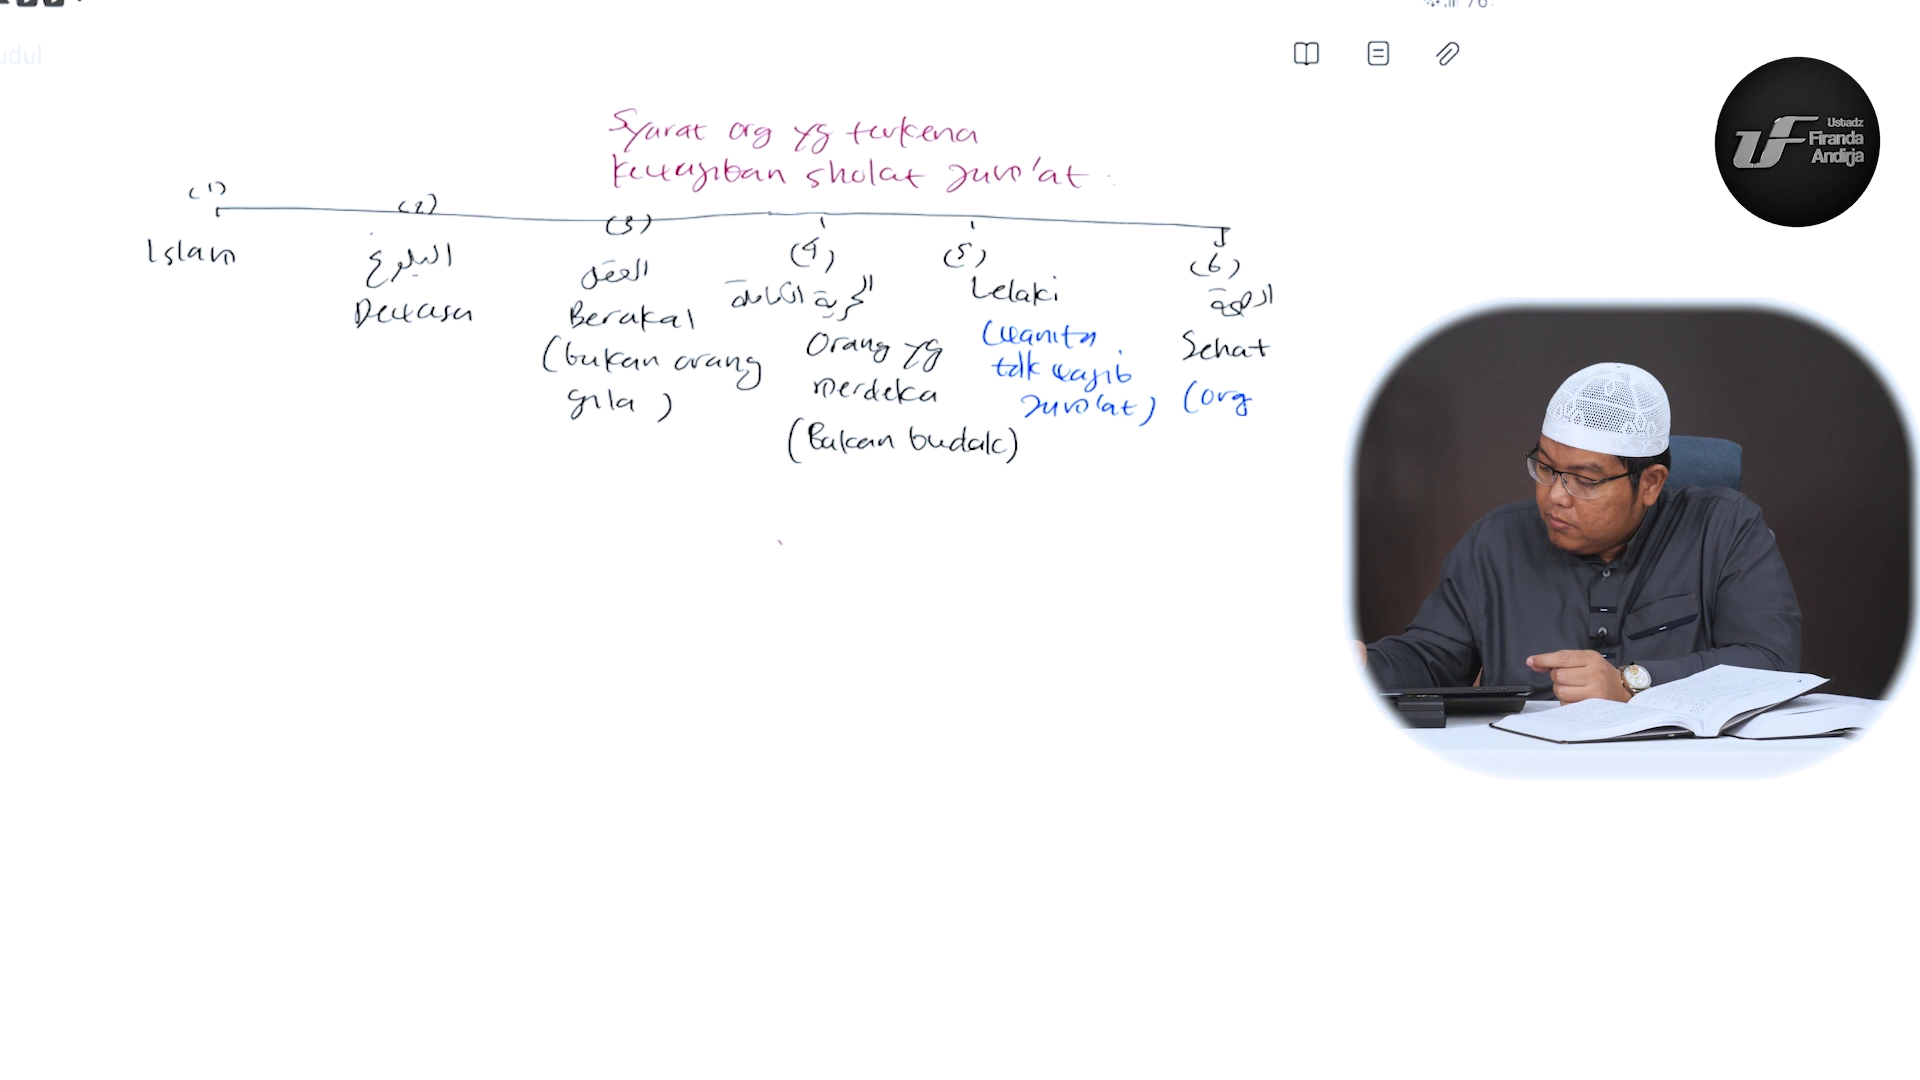 udul
Ustadz
Firanda
Andirja
Syarat org yg terkena
kewajiban sholat Jum'at
(1)
Islam
(2)
البلوغ
Dewasa
(3)
العقل
Berakal
(bukan orang
gila)
(4)
الحرية الكاملة
Orang yg
merdeka
(Bukan budak)
(5)
Lelaki
(wanita
tdk wajib
Jum'at)
(6)
الصحة
Sehat
(org